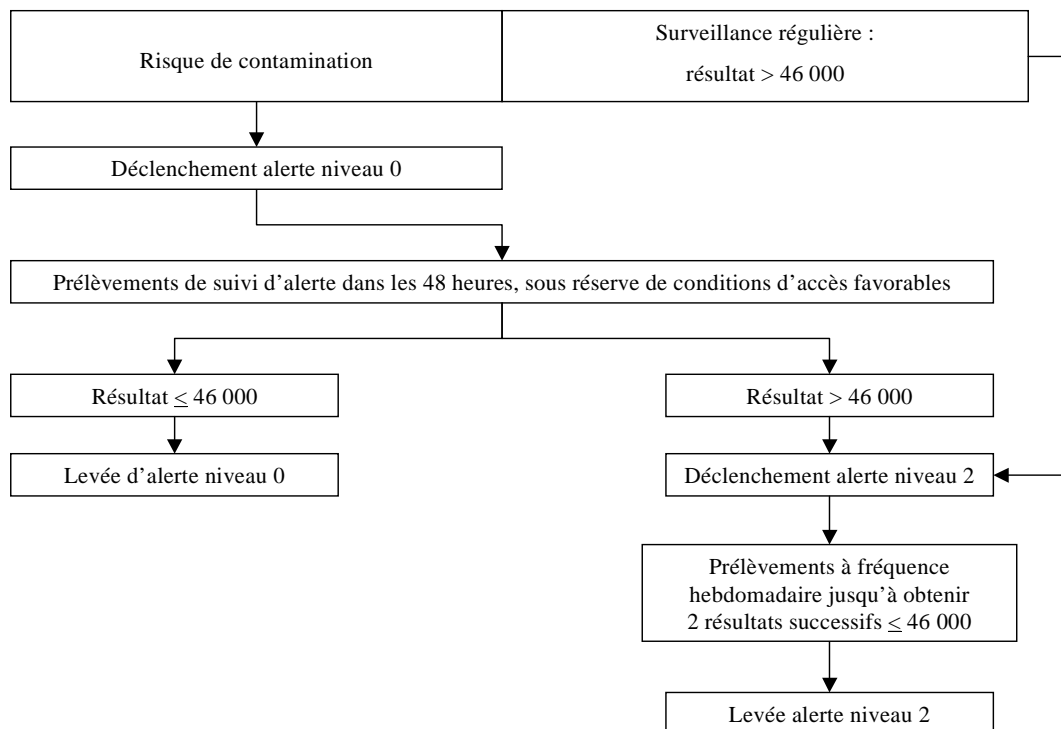 Risque de contamination
Surveillance régulière :
résultat > 46 000
Déclenchement alerte niveau 0
Prélèvements de suivi d'alerte dans les 48 heures, sous réserve de conditions d'accès favorables
Résultat ≤ 46 000
Résultat > 46 000
Levée d'alerte niveau 0
Déclenchement alerte niveau 2
Prélèvements à fréquence
hebdomadaire jusqu'à obtenir
2 résultats successifs ≤ 46 000
Levée alerte niveau 2